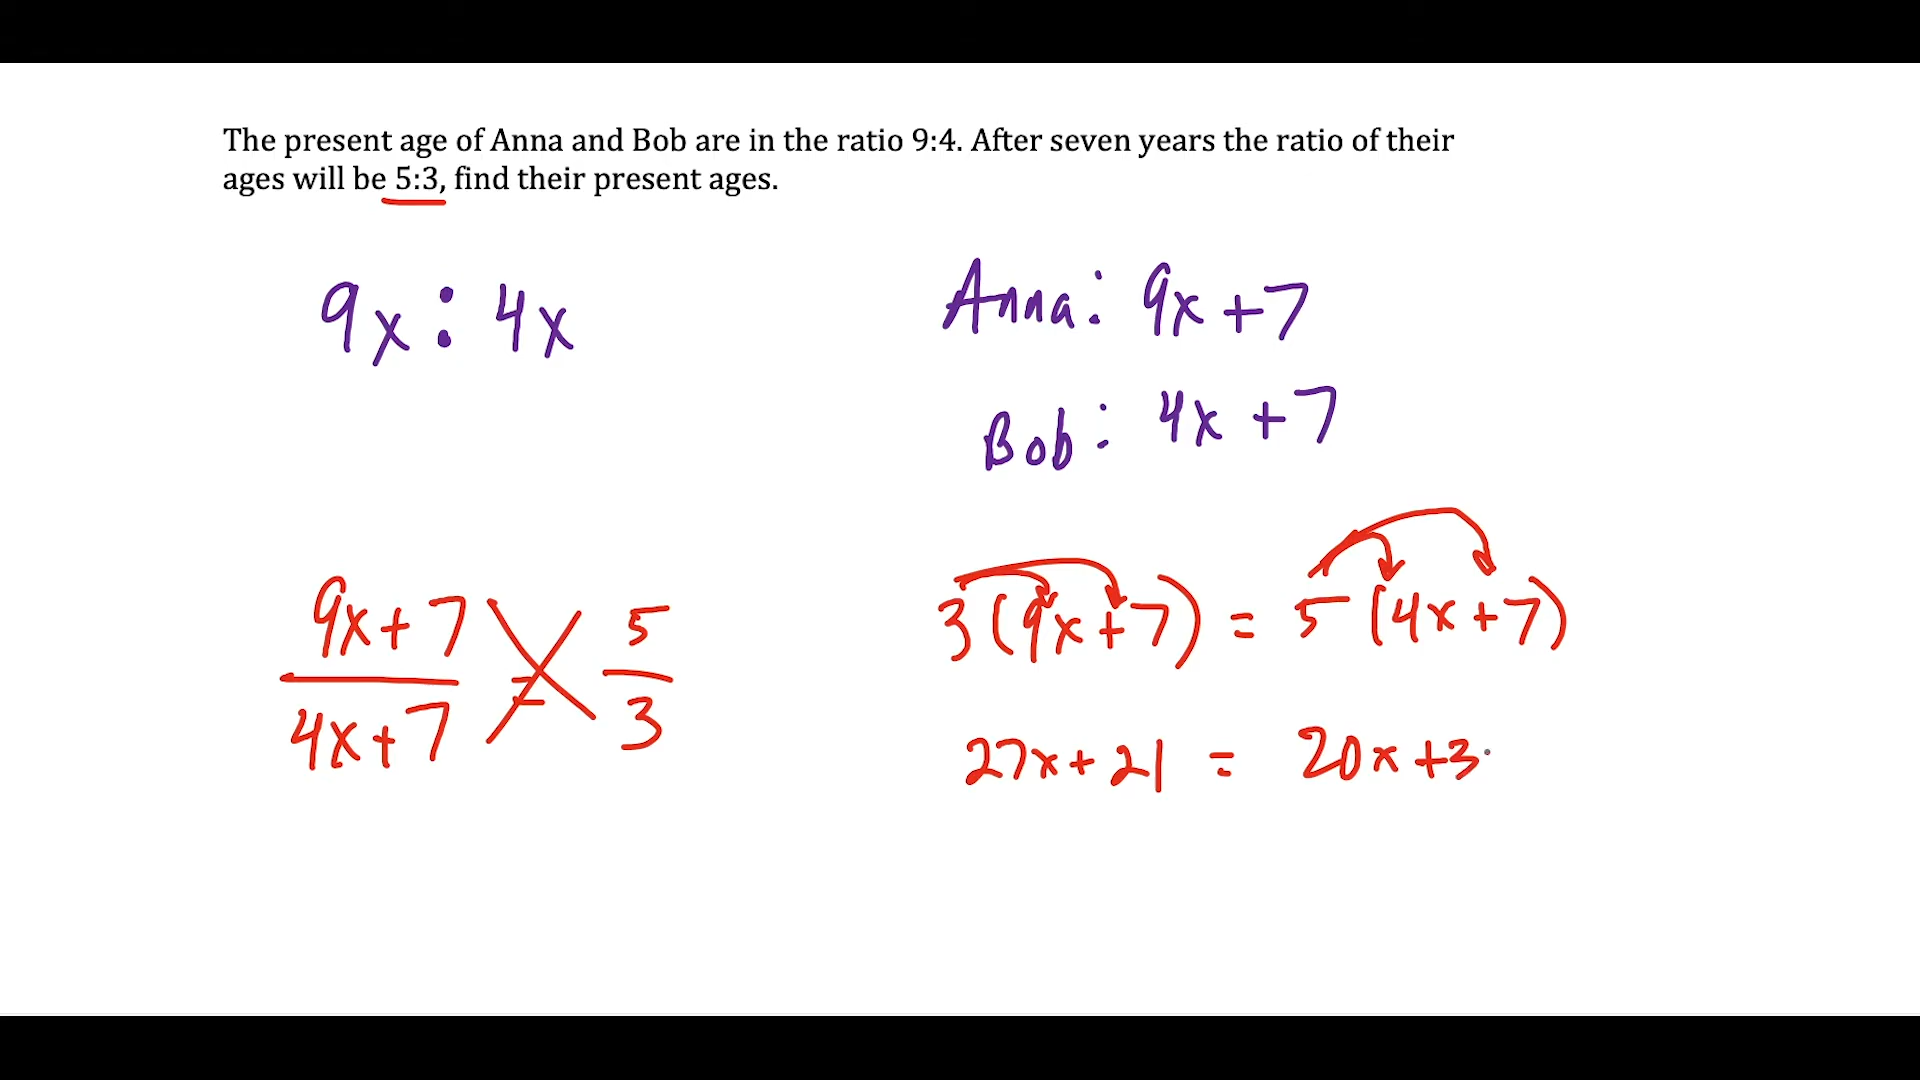 The present age of Anna and Bob are in the ratio 9:4. After seven years the ratio of their
ages will be 5:3, find their present ages.
9x : 4x
Anna: 9x + 7
Bob: 4x + 7
9x + 7
4x + 7
=
5
3
3(9x + 7) = 5(4x + 7)
27x + 21 = 20x + 3